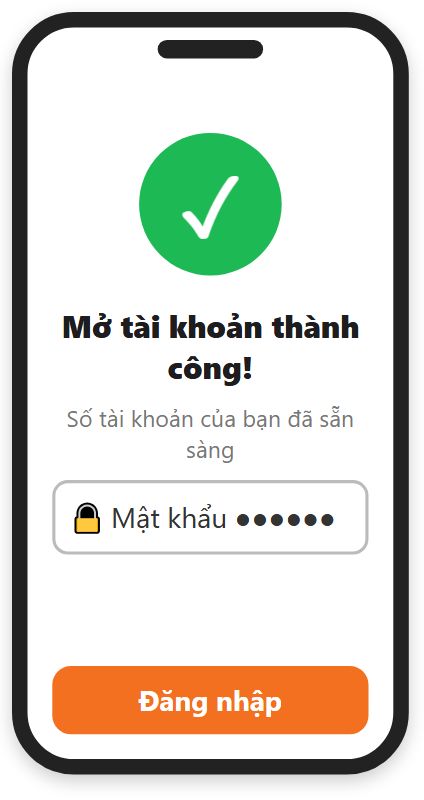 Mở tài khoản thành
công!
Số tài khoản của bạn đã sẵn
sàng
🔒 Mật khẩu ●●●●●●
Đăng nhập